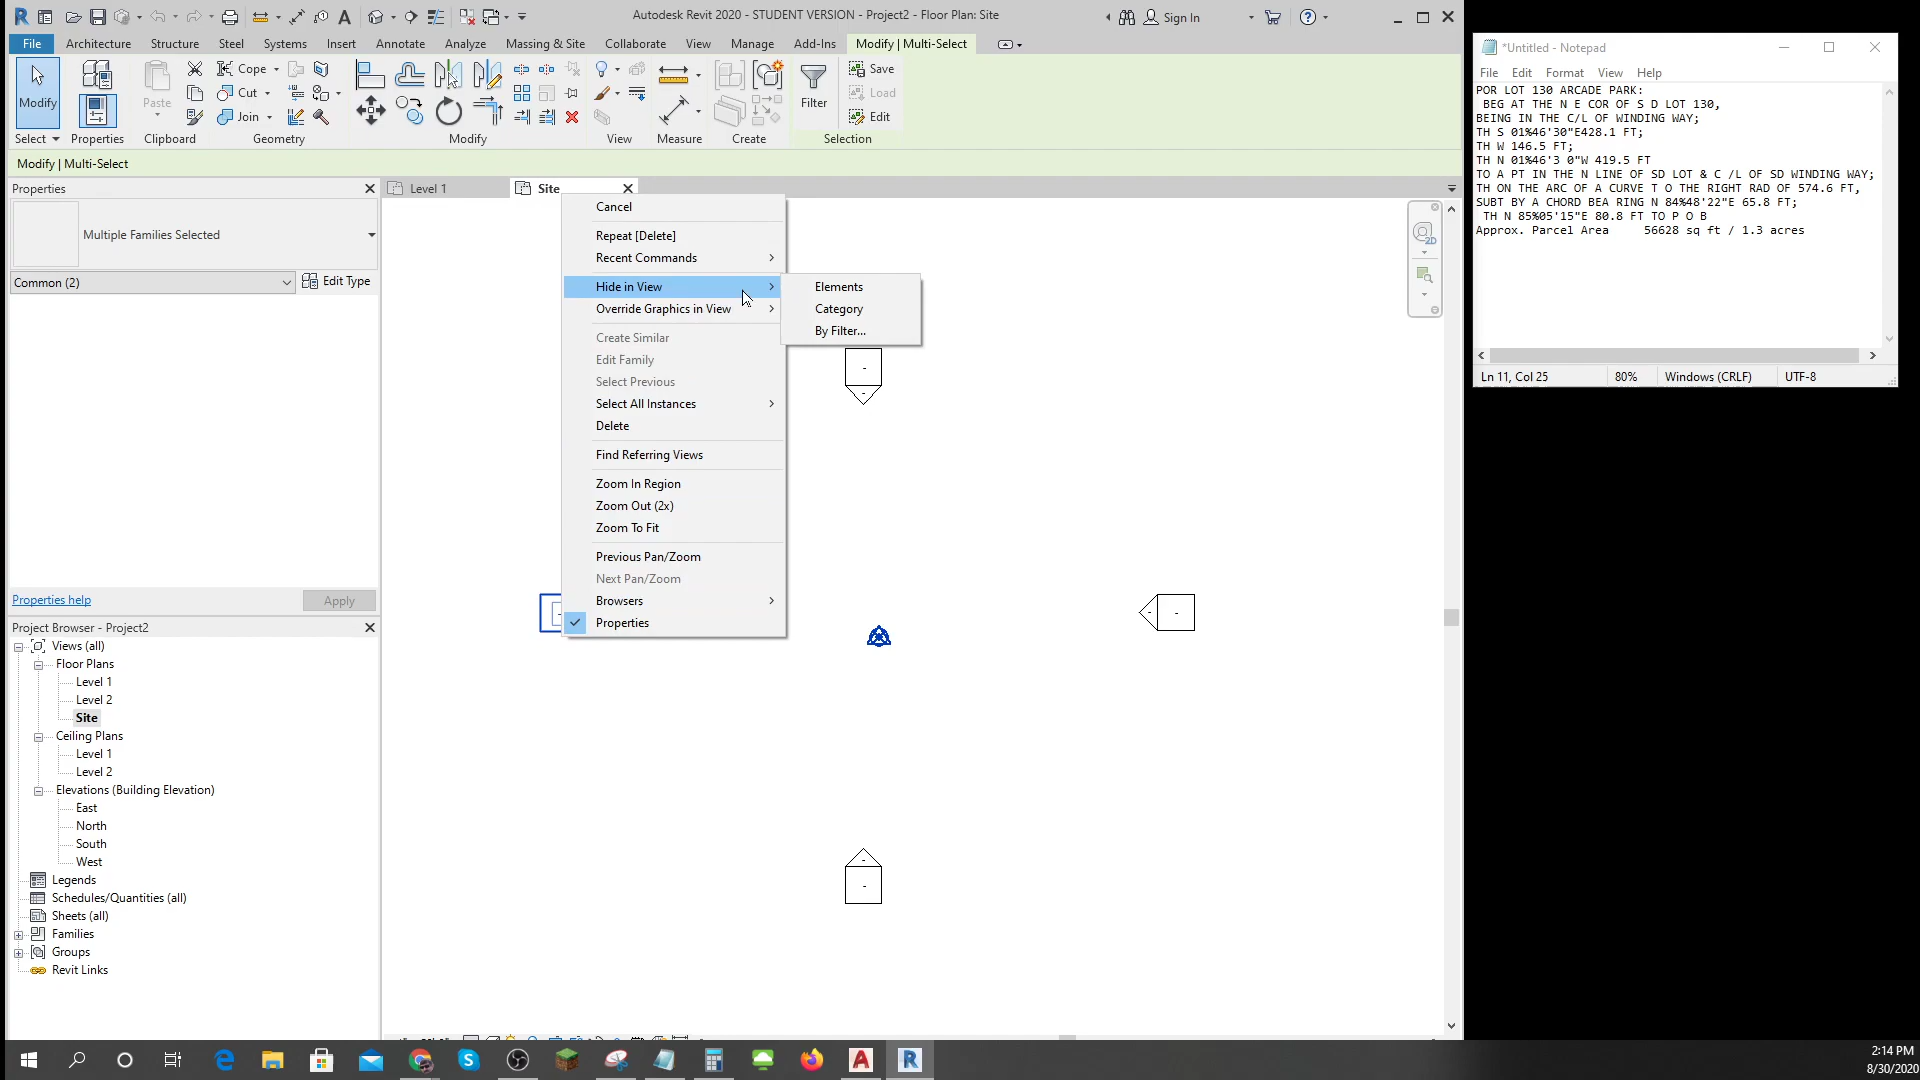 Autodesk Revit 2020 - STUDENT VERSION - Project2 - Floor Plan: Site
Sign In
File Architecture Structure Steel Systems Insert Annotate Analyze Massing & Site Collaborate View Manage Add-Ins Modify | Multi-Select
Modify
Paste
Cope
Cut
Join
Filter
Save
Load
Edit
Select Properties Clipboard Geometry Modify View Measure Create Selection
Modify | Multi-Select
Properties
Multiple Families Selected
Common (2)
Edit Type
Properties help
Apply
Level 1
Site
Cancel
Repeat [Delete]
Recent Commands
Hide in View
Override Graphics in View
Create Similar
Edit Family
Select Previous
Select All Instances
Delete
Find Referring Views
Zoom In Region
Zoom Out (2x)
Zoom To Fit
Previous Pan/Zoom
Next Pan/Zoom
Browsers
Properties
Elements
Category
By Filter...
2D
Project Browser - Project2
Views (all)
Floor Plans
Level 1
Level 2
Site
Ceiling Plans
Level 1
Level 2
Elevations (Building Elevation)
East
North
South
West
Legends
Schedules/Quantities (all)
Sheets (all)
Families
Groups
Revit Links
*Untitled - Notepad
File Edit Format View Help
POR LOT 130 ARCADE PARK:
BEG AT THE N E COR OF S D LOT 130,
BEING IN THE C/L OF WINDING WAY;
TH S 01%46'30"E428.1 FT;
TH W 146.5 FT;
TH N 01%46'3 0"W 419.5 FT
TO A PT IN THE N LINE OF SD LOT & C /L OF SD WINDING WAY;
TH ON THE ARC OF A CURVE T O THE RIGHT RAD OF 574.6 FT,
SUBT BY A CHORD BEA RING N 84%48'22"E 65.8 FT;
TH N 85%05'15"E 80.8 FT TO P O B
Approx. Parcel Area 56628 sq ft / 1.3 acres
Ln 11, Col 25 80% Windows (CRLF) UTF-8
2:14 PM
8/30/2020